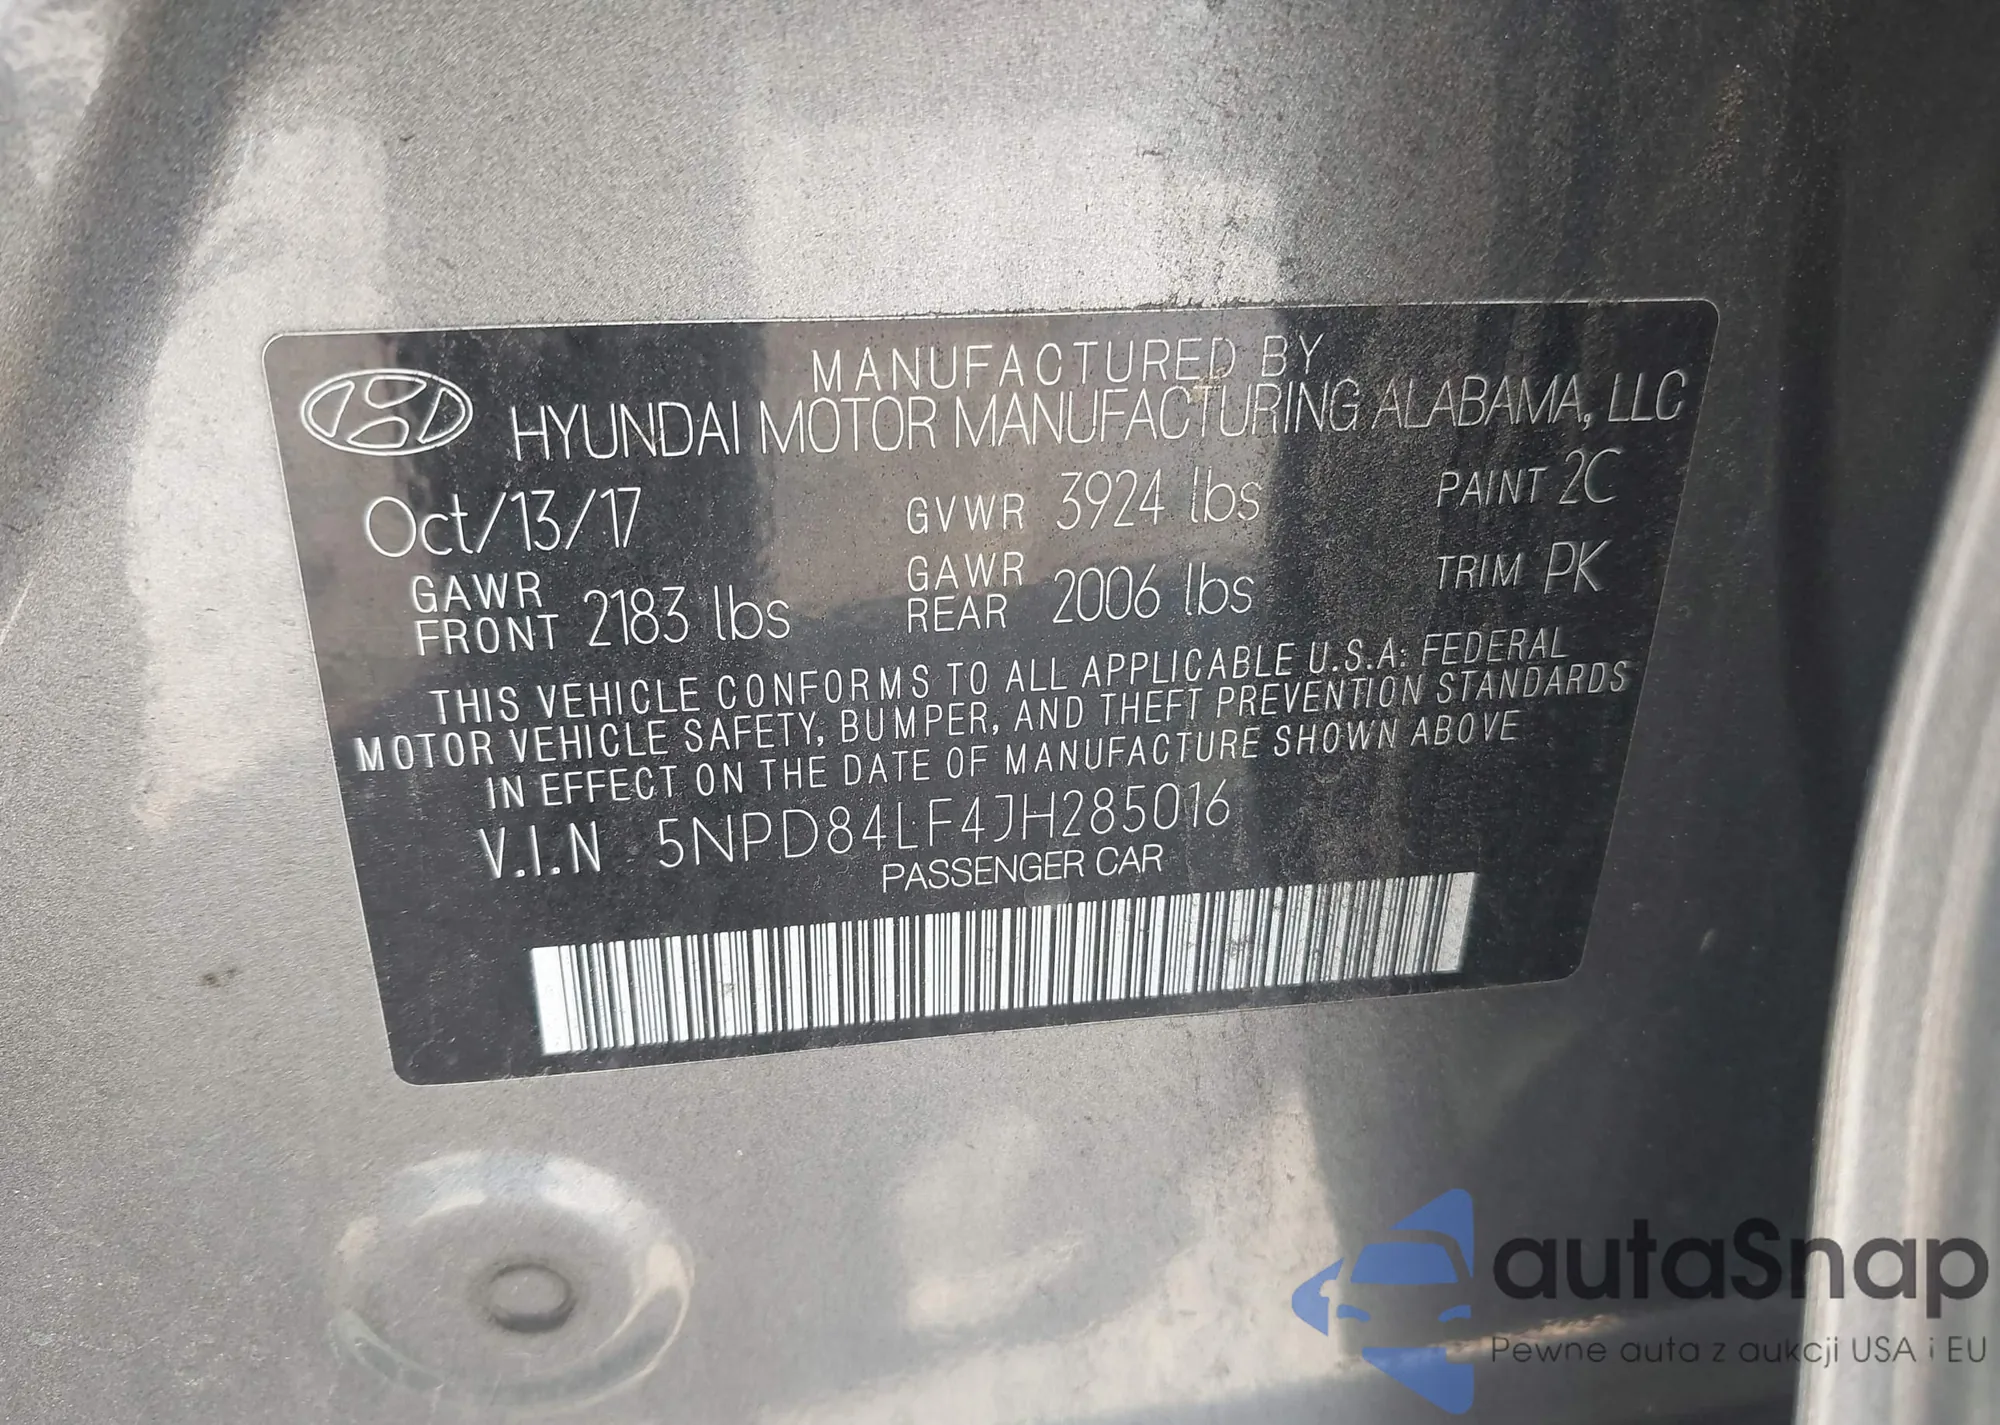 MANUFACTURED BY
HYUNDAI MOTOR MANUFACTURING ALABAMA, LLC
Oct/13/17 GVWR 3924 lbs PAINT 2C
GAWR FRONT 2183 lbs GAWR REAR 2006 lbs TRIM PK
THIS VEHICLE CONFORMS TO ALL APPLICABLE U.S.A. FEDERAL
MOTOR VEHICLE SAFETY, BUMPER, AND THEFT PREVENTION STANDARDS
IN EFFECT ON THE DATE OF MANUFACTURE SHOWN ABOVE
V.I.N 5NPD84LF4JH285016
PASSENGER CAR
autaSnap
Pewne auta z aukcji USA i EU